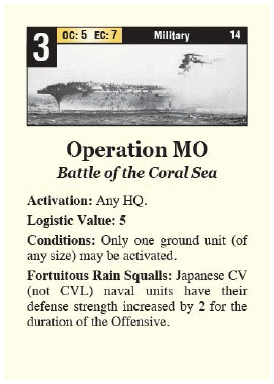 3 OC: 5 EC: 7 Military 14
Operation MO
Battle of the Coral Sea
Activation: Any HQ.
Logistic Value: 5
Conditions: Only one ground unit (of
any size) may be activated.
Fortuitous Rain Squalls: Japanese CV
(not CVL) naval units have their
defense strength increased by 2 for the
duration of the Offensive.